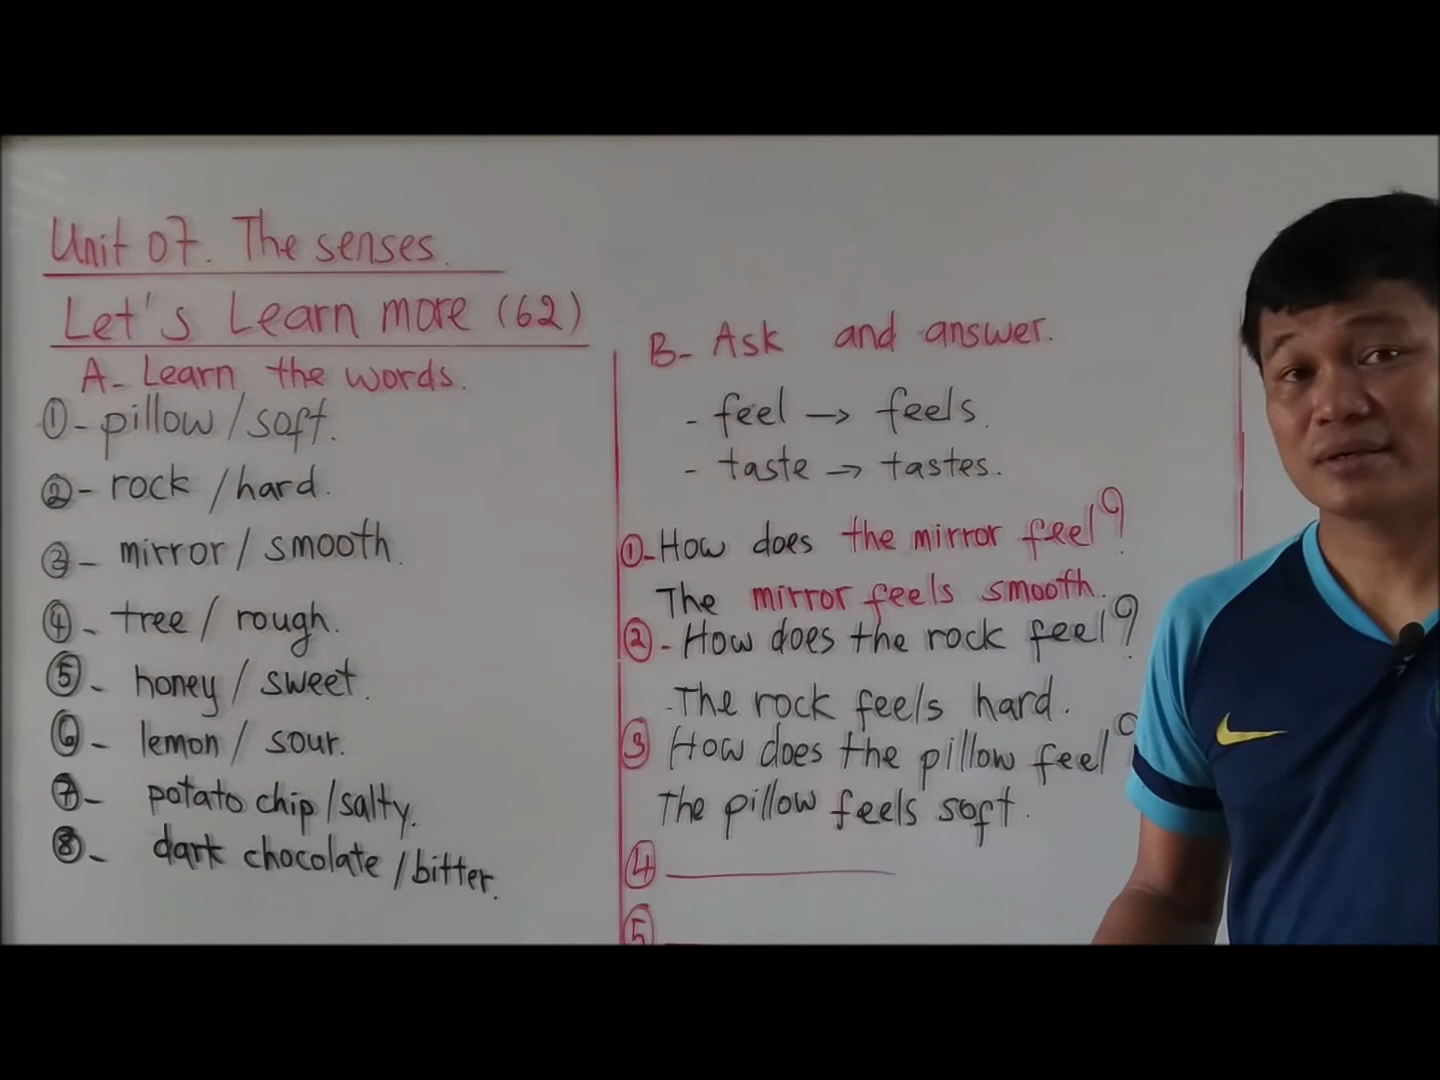 Unit 07. The senses.
Let's Learn more (62)
A- Learn the words.
①- pillow / soft.
②- rock / hard.
③- mirror / smooth.
④- tree / rough.
⑤- honey / sweet.
⑥- lemon / sour.
⑦- potato chip / salty.
⑧- dark chocolate / bitter.
B- Ask and answer.
- feel → feels.
- taste → tastes.
①- How does the mirror feel?
The mirror feels smooth.
②- How does the rock feel?
The rock feels hard.
③ How does the pillow feel?
The pillow feels soft.
④
⑤